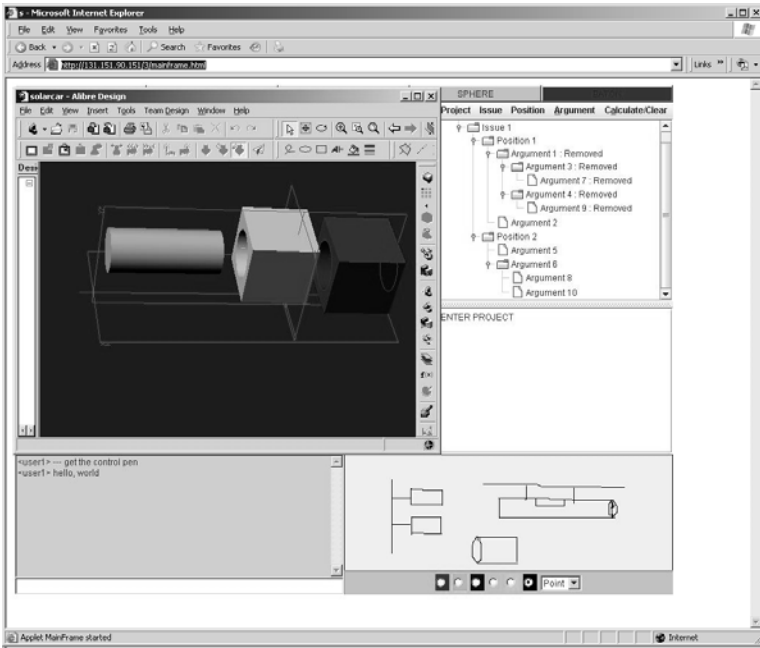 s - Microsoft Internet Explorer
File Edit View Favorites Tools Help
Back Search Favorites
Address http://131.151.90.151/3/mainframe.html Links
solarcar - Alibre Design
File Edit View Insert Tools Team Design Window Help
Desi
SPHERE
Project Issue Position Argument Calculate/Clear
Issue 1
Position 1
Argument 1 : Removed
Argument 3 : Removed
Argument 7 : Removed
Argument 4 : Removed
Argument 9 : Removed
Argument 2
Position 2
Argument 5
Argument 6
Argument 8
Argument 10
ENTER PROJECT
f(x)
<user1> --- get the control pen
<user1> hello, world
Point
Applet MainFrame started Internet